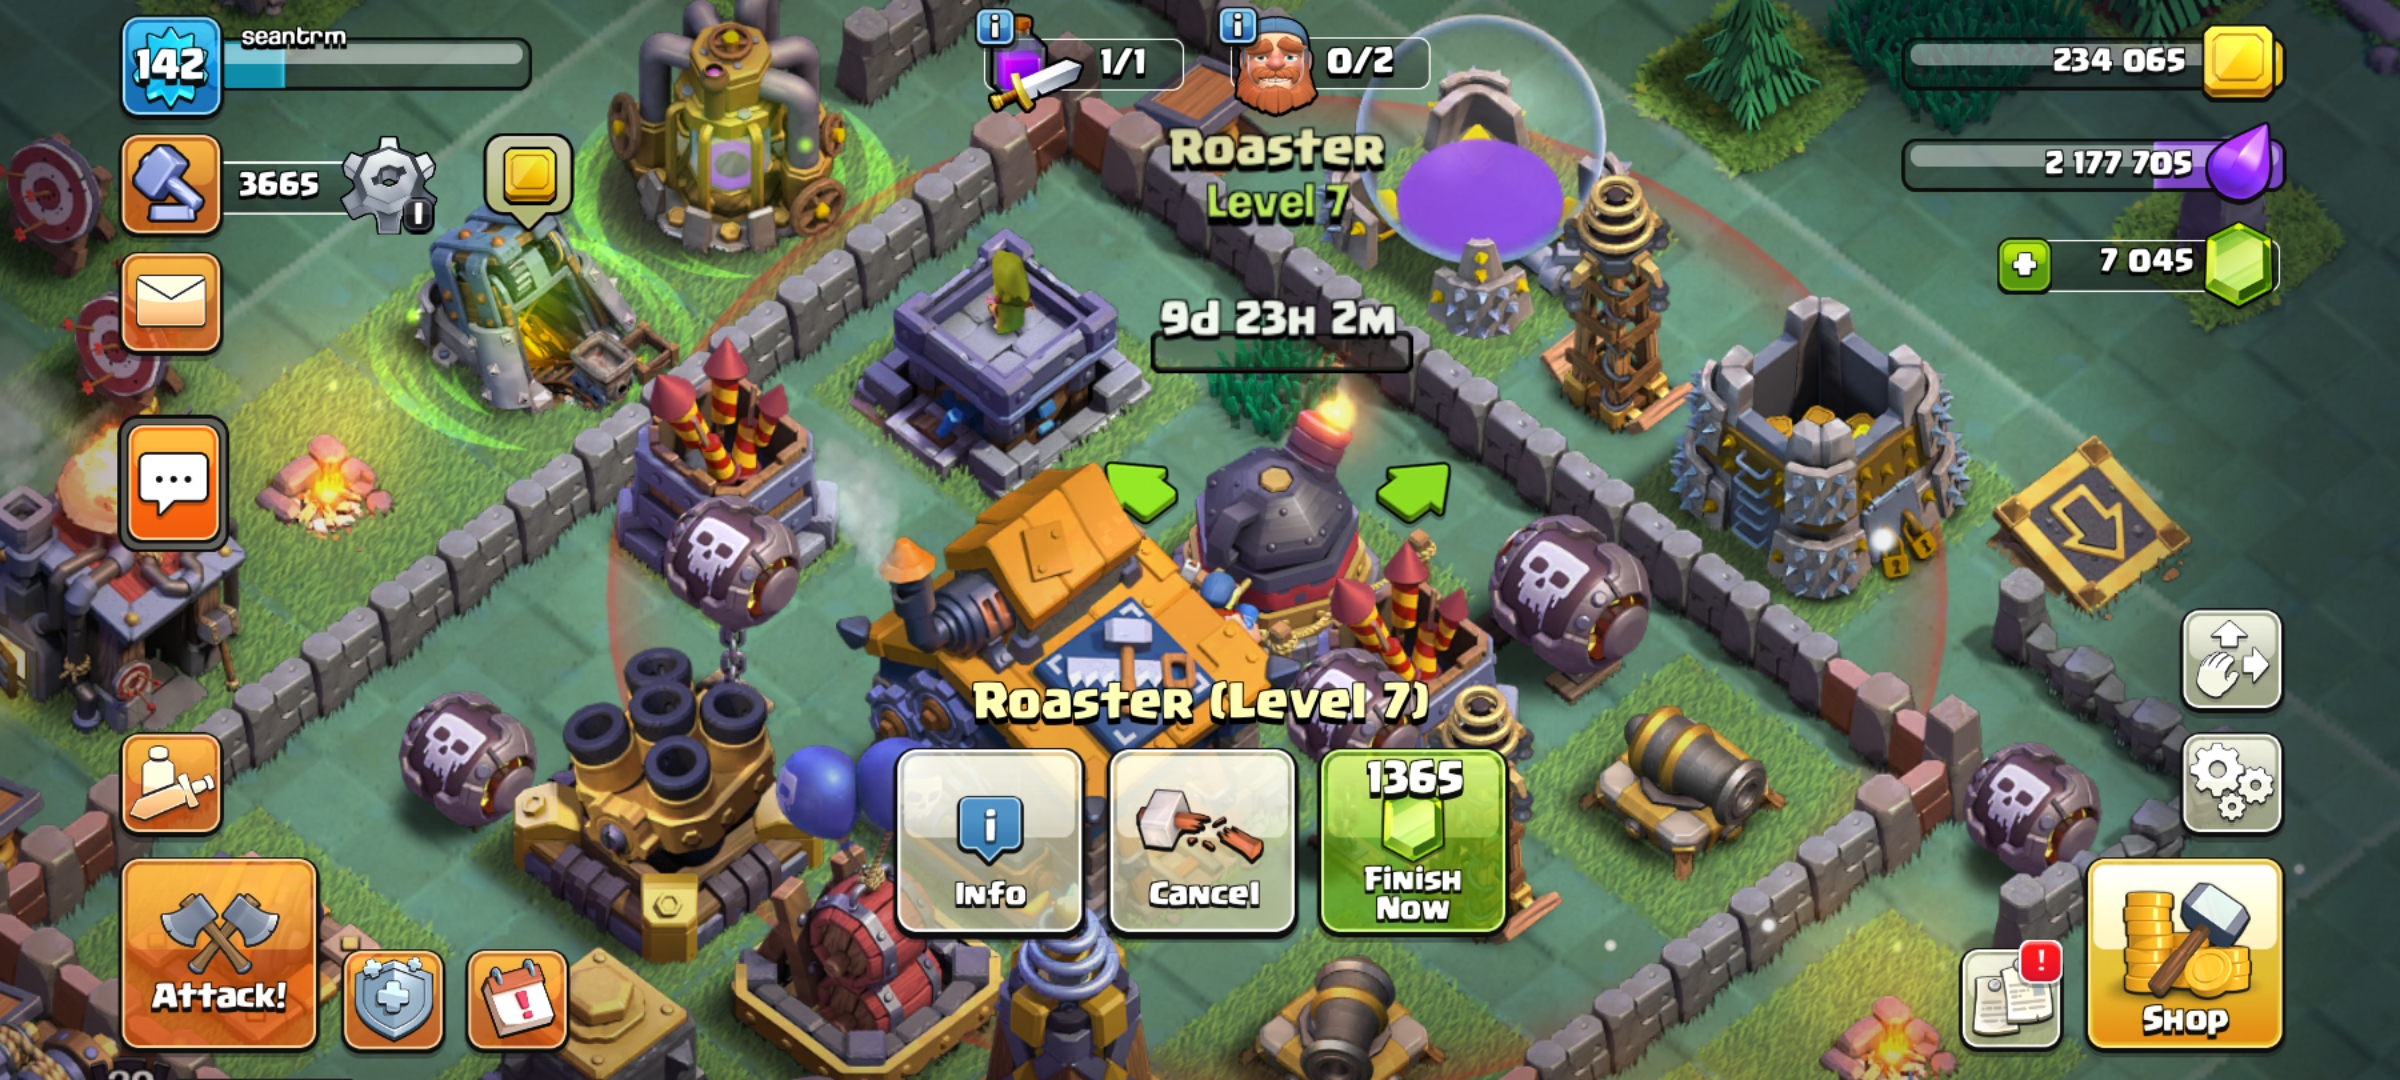 142
seantrm
1/1
0/2
234 065
3665
Roaster
Level 7
2 177 705
7 045
9d 23H 2M
Roaster (Level 7)
1365
Info
Cancel
Finish
Now
Attack!
!
!
Shop